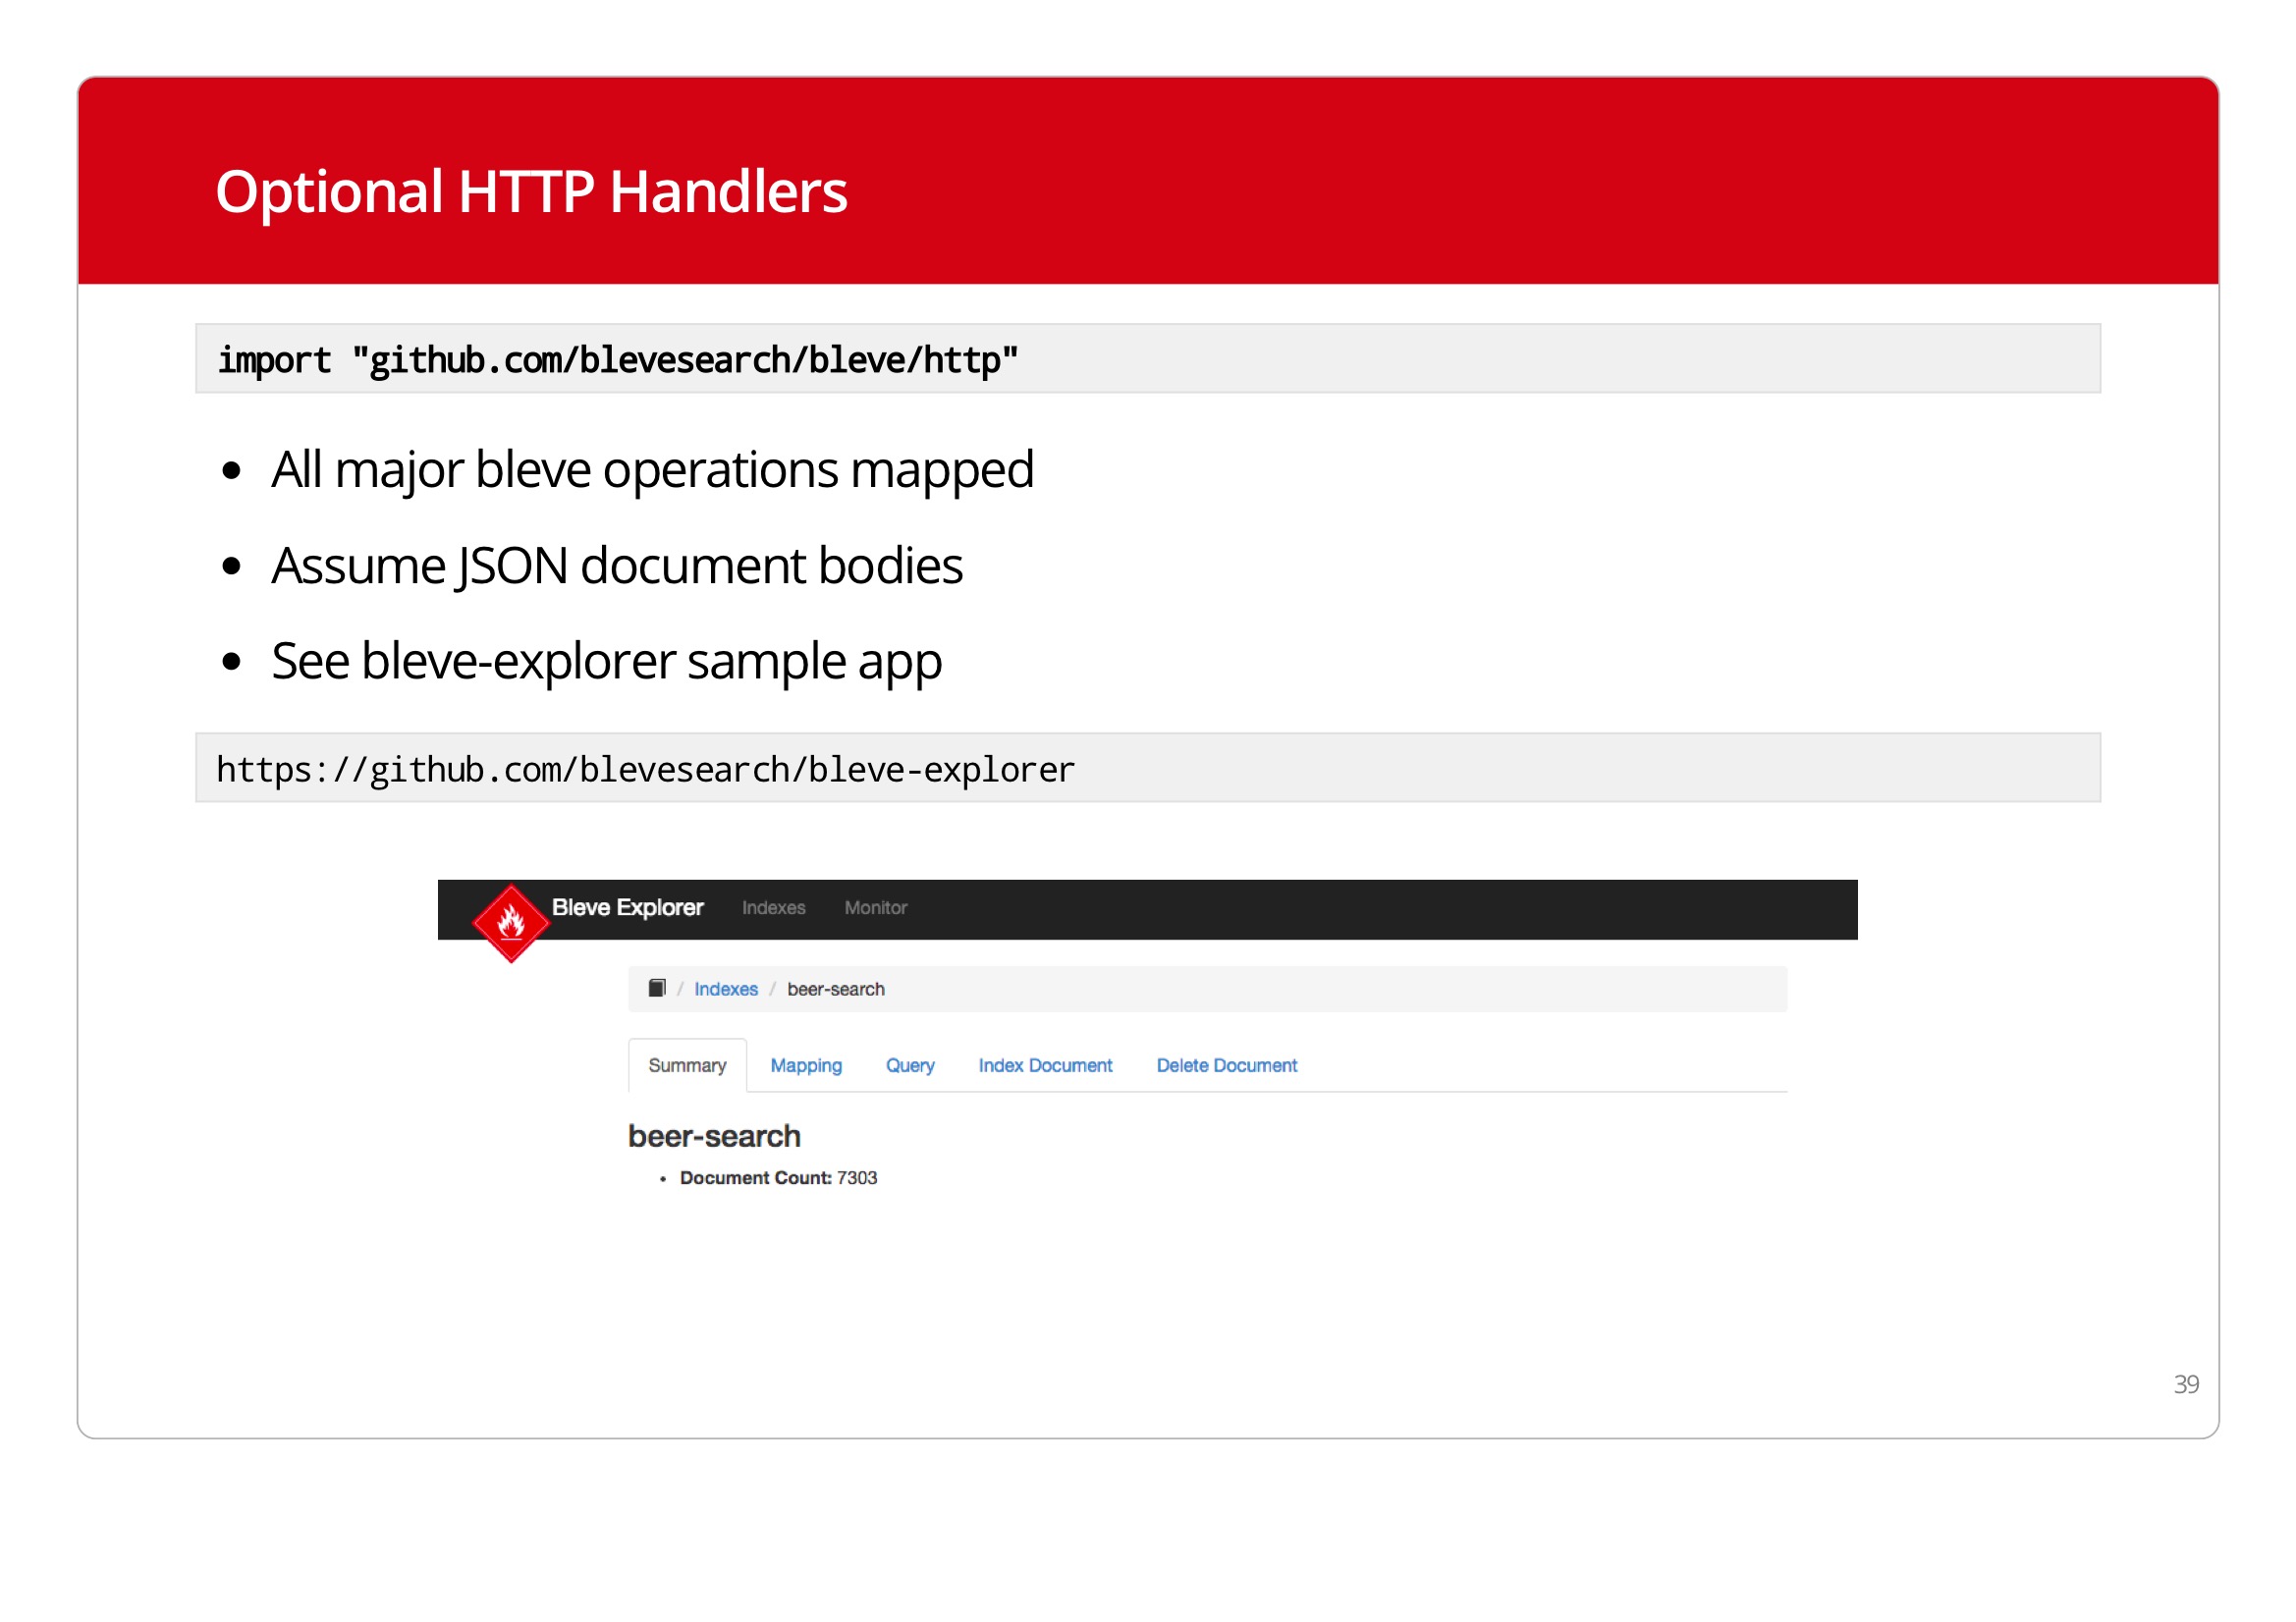 Optional HTTP Handlers
import "github.com/blevesearch/bleve/http"
• All major bleve operations mapped
• Assume JSON document bodies
• See bleve-explorer sample app
https://github.com/blevesearch/bleve-explorer
Bleve Explorer Indexes Monitor
/ Indexes / beer-search
Summary Mapping Query Index Document Delete Document
beer-search
• Document Count: 7303
39